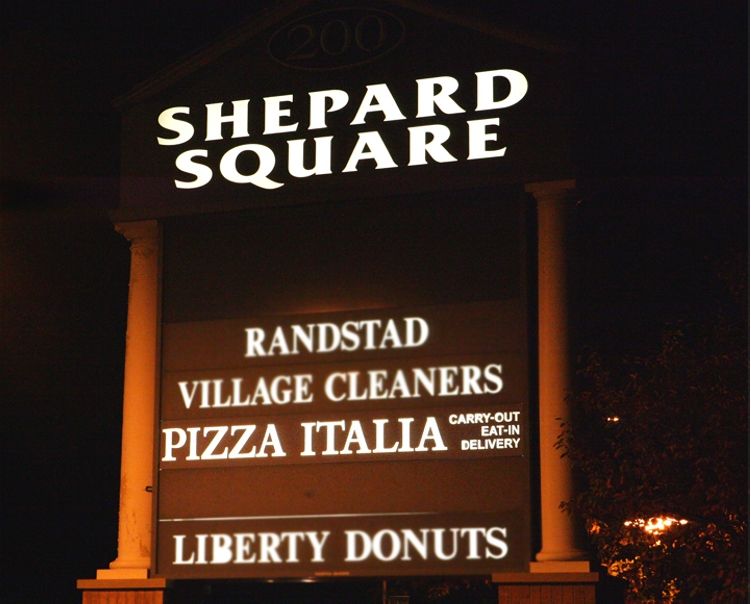 200
SHEPARD
SQUARE
RANDSTAD
VILLAGE CLEANERS
PIZZA ITALIA
CARRY-OUT
EAT-IN
DELIVERY
LIBERTY DONUTS